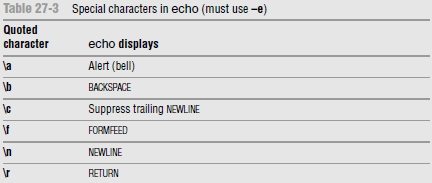 Table 27-3 Special characters in echo (must use –e)
Quoted
character echo displays
\a Alert (bell)
\b BACKSPACE
\c Suppress trailing NEWLINE
\f FORMFEED
\n NEWLINE
\r RETURN